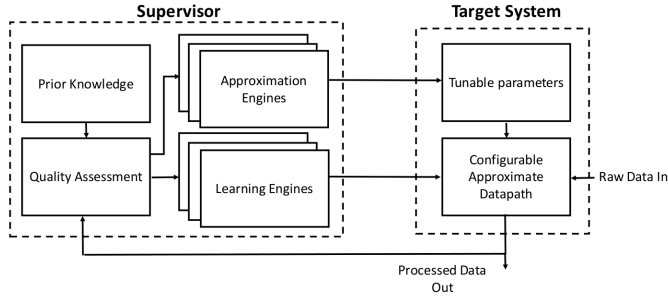 Supervisor
Target System
Prior Knowledge
Approximation
Engines
Tunable parameters
Quality Assessment
Learning Engines
Configurable
Approximate
Datapath
Raw Data In
Processed Data
Out